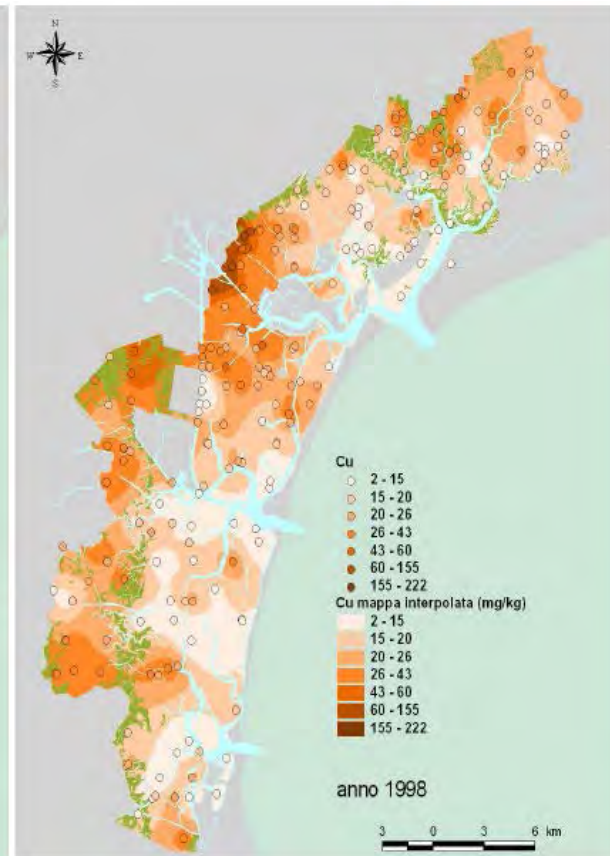 N
W E
S
Cu
2 - 15
15 - 20
20 - 26
26 - 43
43 - 60
60 - 155
155 - 222
Cu mappa interpolata (mg/kg)
2 - 15
15 - 20
20 - 26
26 - 43
43 - 60
60 - 155
155 - 222
anno 1998
3 0 3 6 km